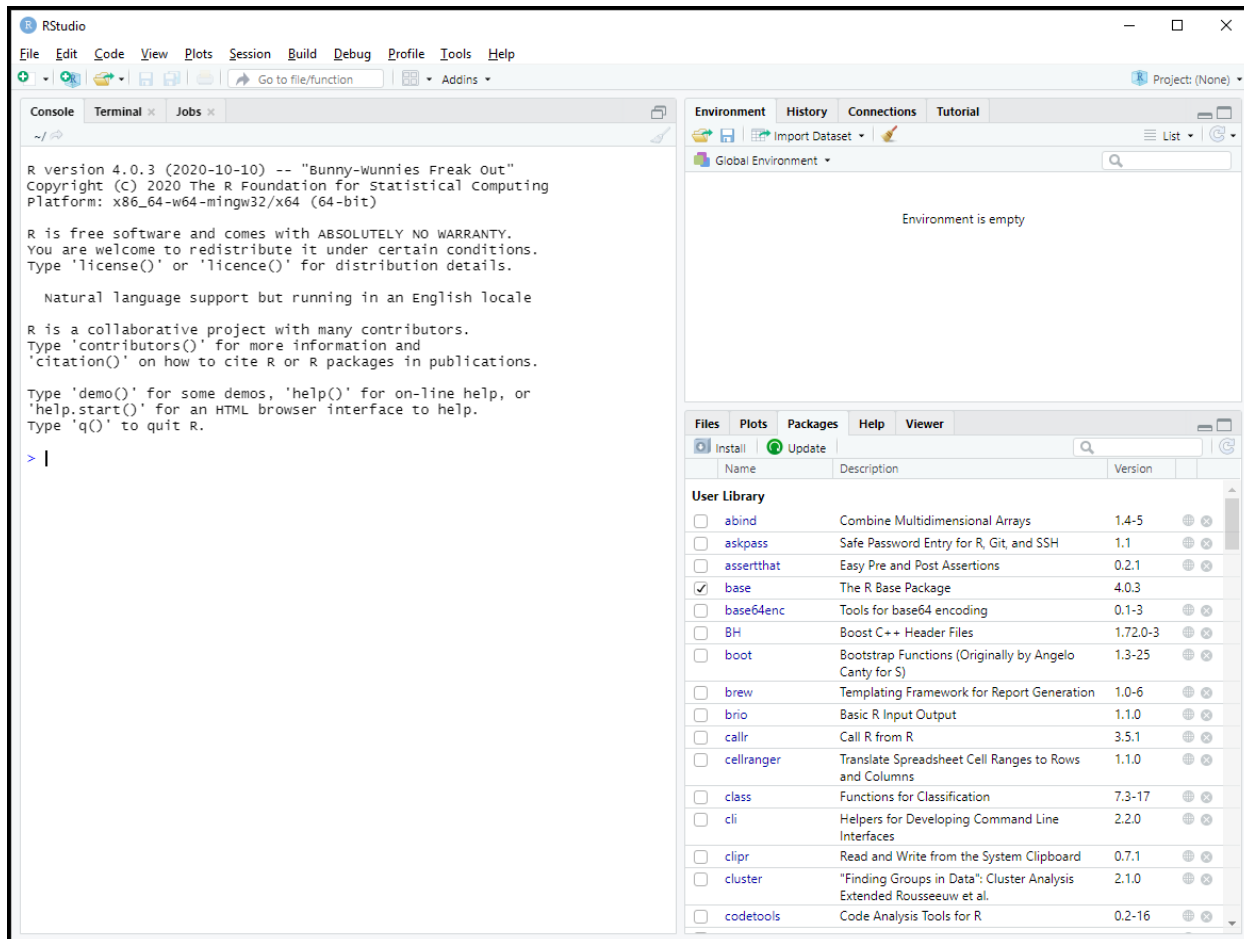 RStudio
File Edit Code View Plots Session Build Debug Profile Tools Help
Go to file/function Addins Project: (None)
Console Terminal Jobs
~/
R version 4.0.3 (2020-10-10) -- "Bunny-Wunnies Freak Out"
Copyright (C) 2020 The R Foundation for Statistical Computing
Platform: x86_64-w64-mingw32/x64 (64-bit)
R is free software and comes with ABSOLUTELY NO WARRANTY.
You are welcome to redistribute it under certain conditions.
Type 'license()' or 'licence()' for distribution details.
Natural language support but running in an English locale
R is a collaborative project with many contributors.
Type 'contributors()' for more information and
'citation()' on how to cite R or R packages in publications.
Type 'demo()' for some demos, 'help()' for on-line help, or
'help.start()' for an HTML browser interface to help.
Type 'q()' to quit R.
>
Environment History Connections Tutorial
Import Dataset List
Global Environment
Environment is empty
Files Plots Packages Help Viewer
Install Update
Name Description Version
User Library
abind Combine Multidimensional Arrays 1.4-5
askpass Safe Password Entry for R, Git, and SSH 1.1
assertthat Easy Pre and Post Assertions 0.2.1
base The R Base Package 4.0.3
base64enc Tools for base64 encoding 0.1-3
BH Boost C++ Header Files 1.72.0-3
boot Bootstrap Functions (Originally by Angelo 1.3-25
Canty for S)
brew Templating Framework for Report Generation 1.0-6
brio Basic R Input Output 1.1.0
callr Call R from R 3.5.1
cellranger Translate Spreadsheet Cell Ranges to Rows 1.1.0
and Columns
class Functions for Classification 7.3-17
cli Helpers for Developing Command Line 2.2.0
Interfaces
clipr Read and Write from the System Clipboard 0.7.1
cluster "Finding Groups in Data": Cluster Analysis 2.1.0
Extended Rousseeuw et al.
codetools Code Analysis Tools for R 0.2-16